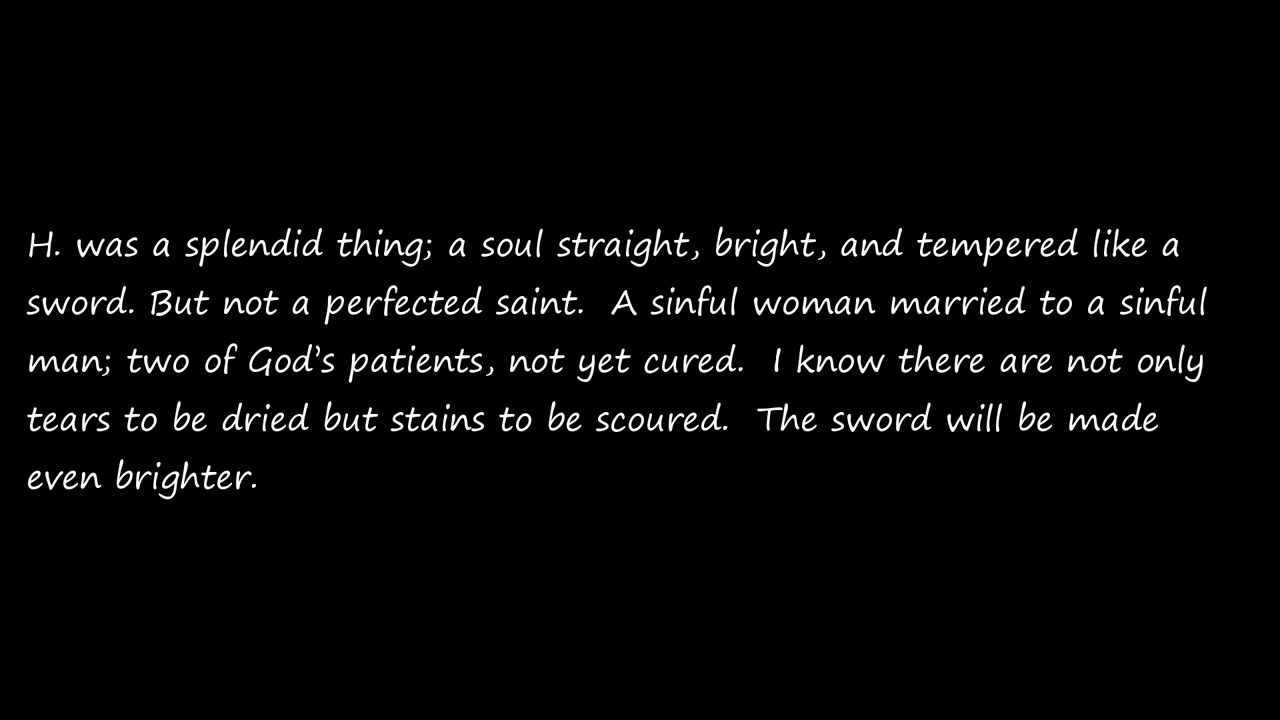 H. was a splendid thing; a soul straight, bright, and tempered like a
sword. But not a perfected saint.  A sinful woman married to a sinful
man; two of God’s patients, not yet cured.  I know there are not only
tears to be dried but stains to be scoured.  The sword will be made
even brighter.